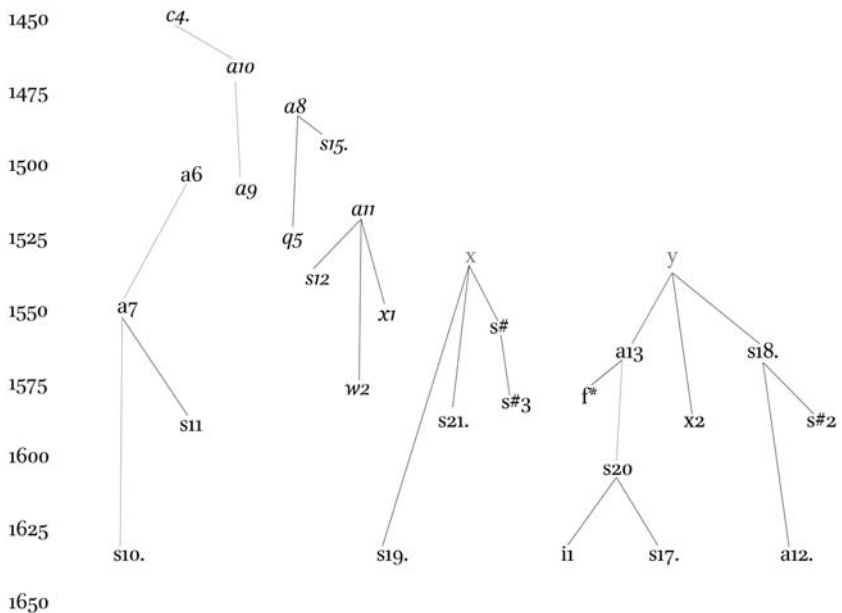 1450 c4.
a10
1475
a8
s15.
1500 a6
a9
a11
1525 q5
s12 x y
1550 a7 x1
s#
a13 s18.
1575 w2
f*
s#3
s11 s21. x2 s#2
1600
s20
1625
s10. s19. i1 s17. a12.
1650